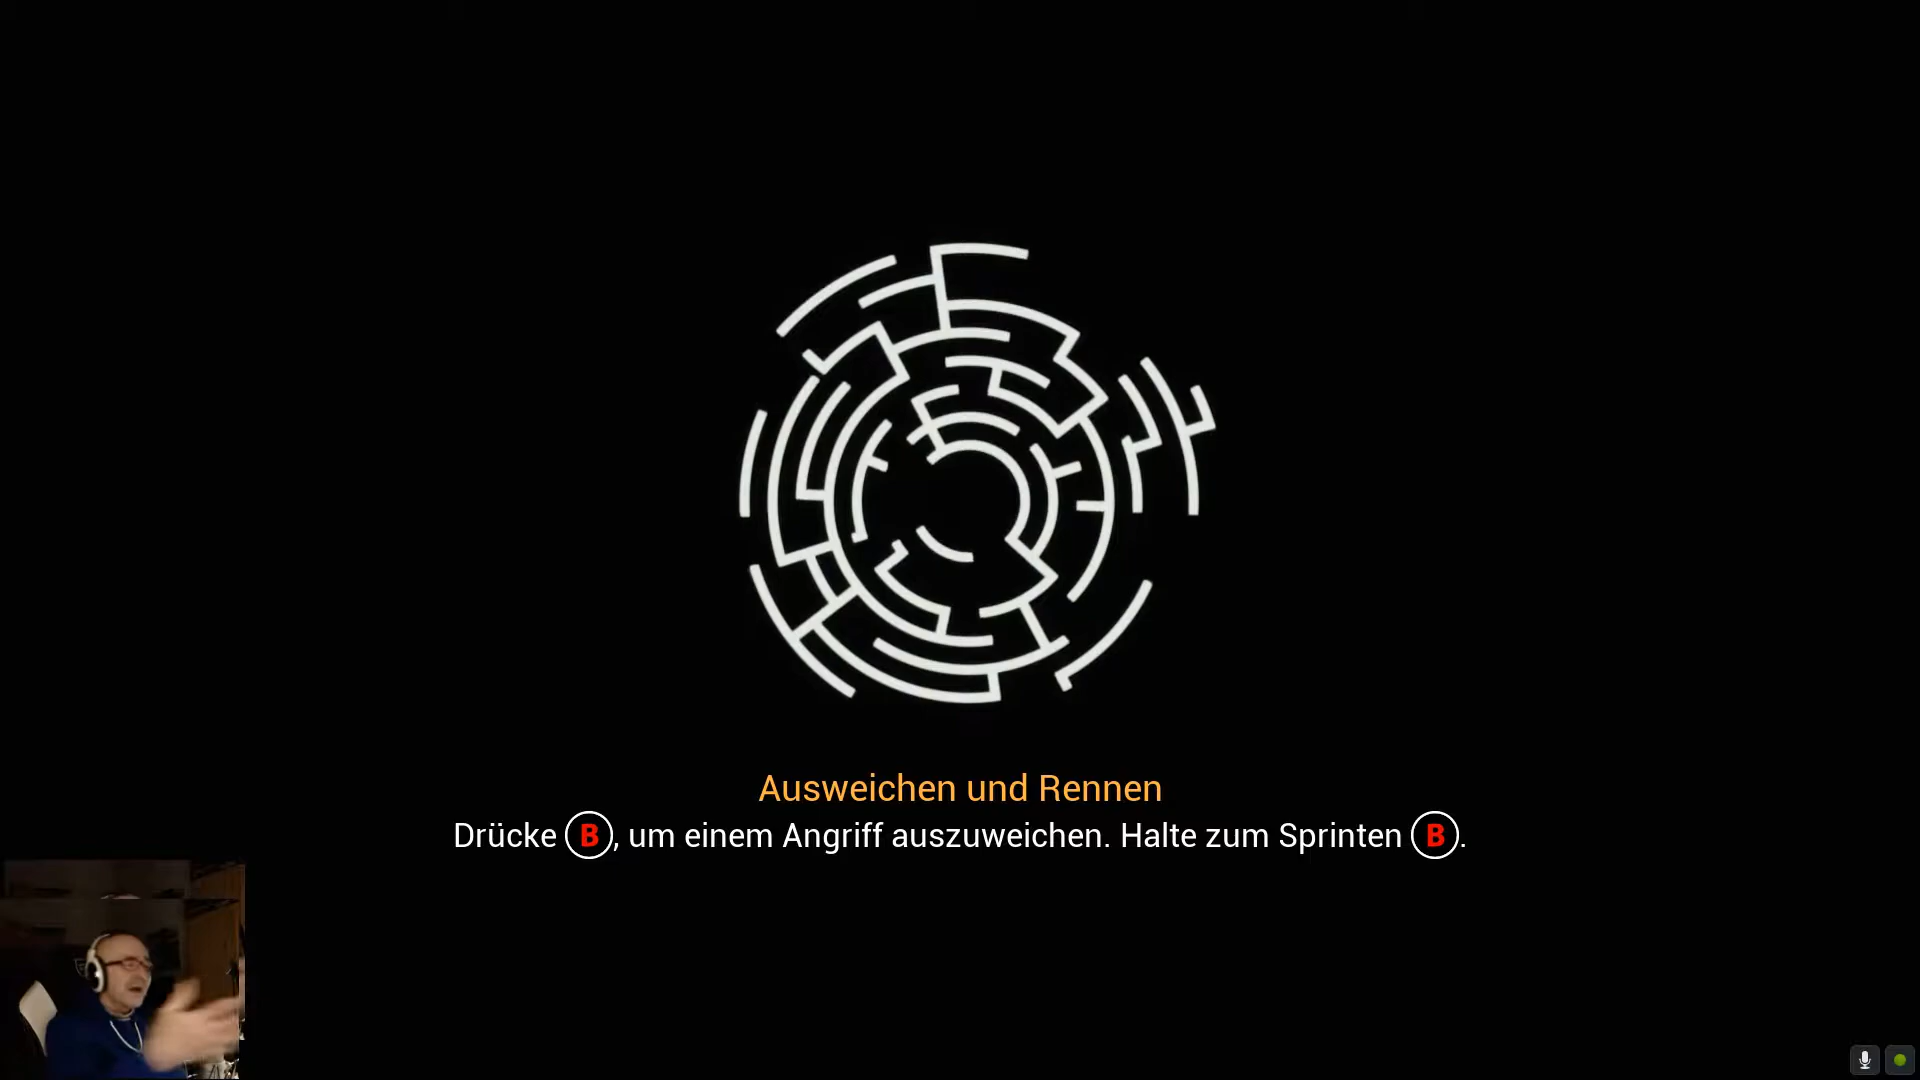 Ausweichen und Rennen
Drücke B, um einem Angriff auszuweichen. Halte zum Sprinten B.